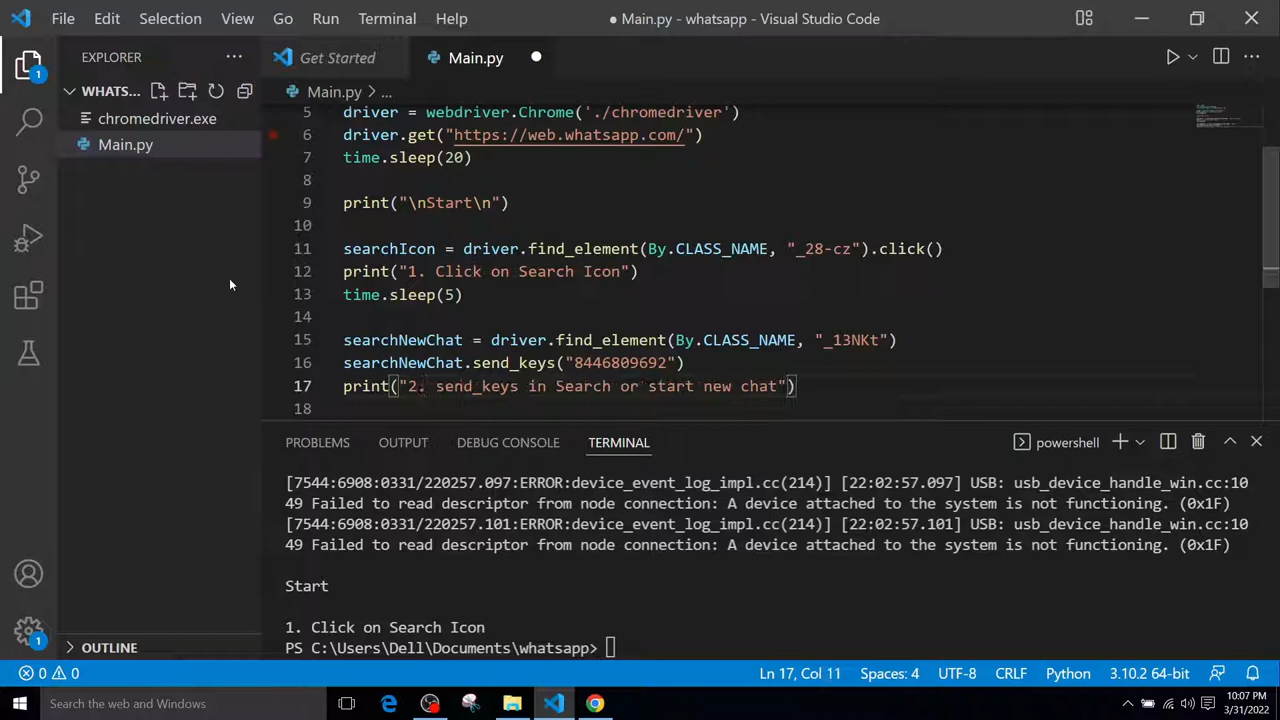 File Edit Selection View Go Run Terminal Help
● Main.py - whatsapp - Visual Studio Code
EXPLORER
Get Started
Main.py
WHATS...
Main.py > ...
chromedriver.exe
Main.py
5 driver = webdriver.Chrome('./chromedriver')
6 driver.get("https://web.whatsapp.com/")
7 time.sleep(20)
8
9 print("\nStart\n")
10
11 searchIcon = driver.find_element(By.CLASS_NAME, "_28-cz").click()
12 print("1. Click on Search Icon")
13 time.sleep(5)
14
15 searchNewChat = driver.find_element(By.CLASS_NAME, "_13NKt")
16 searchNewChat.send_keys("8446809692")
17 print("2. send_keys in Search or start new chat")
18
PROBLEMS OUTPUT DEBUG CONSOLE TERMINAL
powershell
[7544:6908:0331/220257.097:ERROR:device_event_log_impl.cc(214)] [22:02:57.097] USB: usb_device_handle_win.cc:10
49 Failed to read descriptor from node connection: A device attached to the system is not functioning. (0x1F)
[7544:6908:0331/220257.101:ERROR:device_event_log_impl.cc(214)] [22:02:57.101] USB: usb_device_handle_win.cc:10
49 Failed to read descriptor from node connection: A device attached to the system is not functioning. (0x1F)
Start
1. Click on Search Icon
PS C:\Users\Dell\Documents\whatsapp>
OUTLINE
1
1
0 0
Ln 17, Col 11 Spaces: 4 UTF-8 CRLF Python 3.10.2 64-bit
Search the web and Windows
10:07 PM
3/31/2022